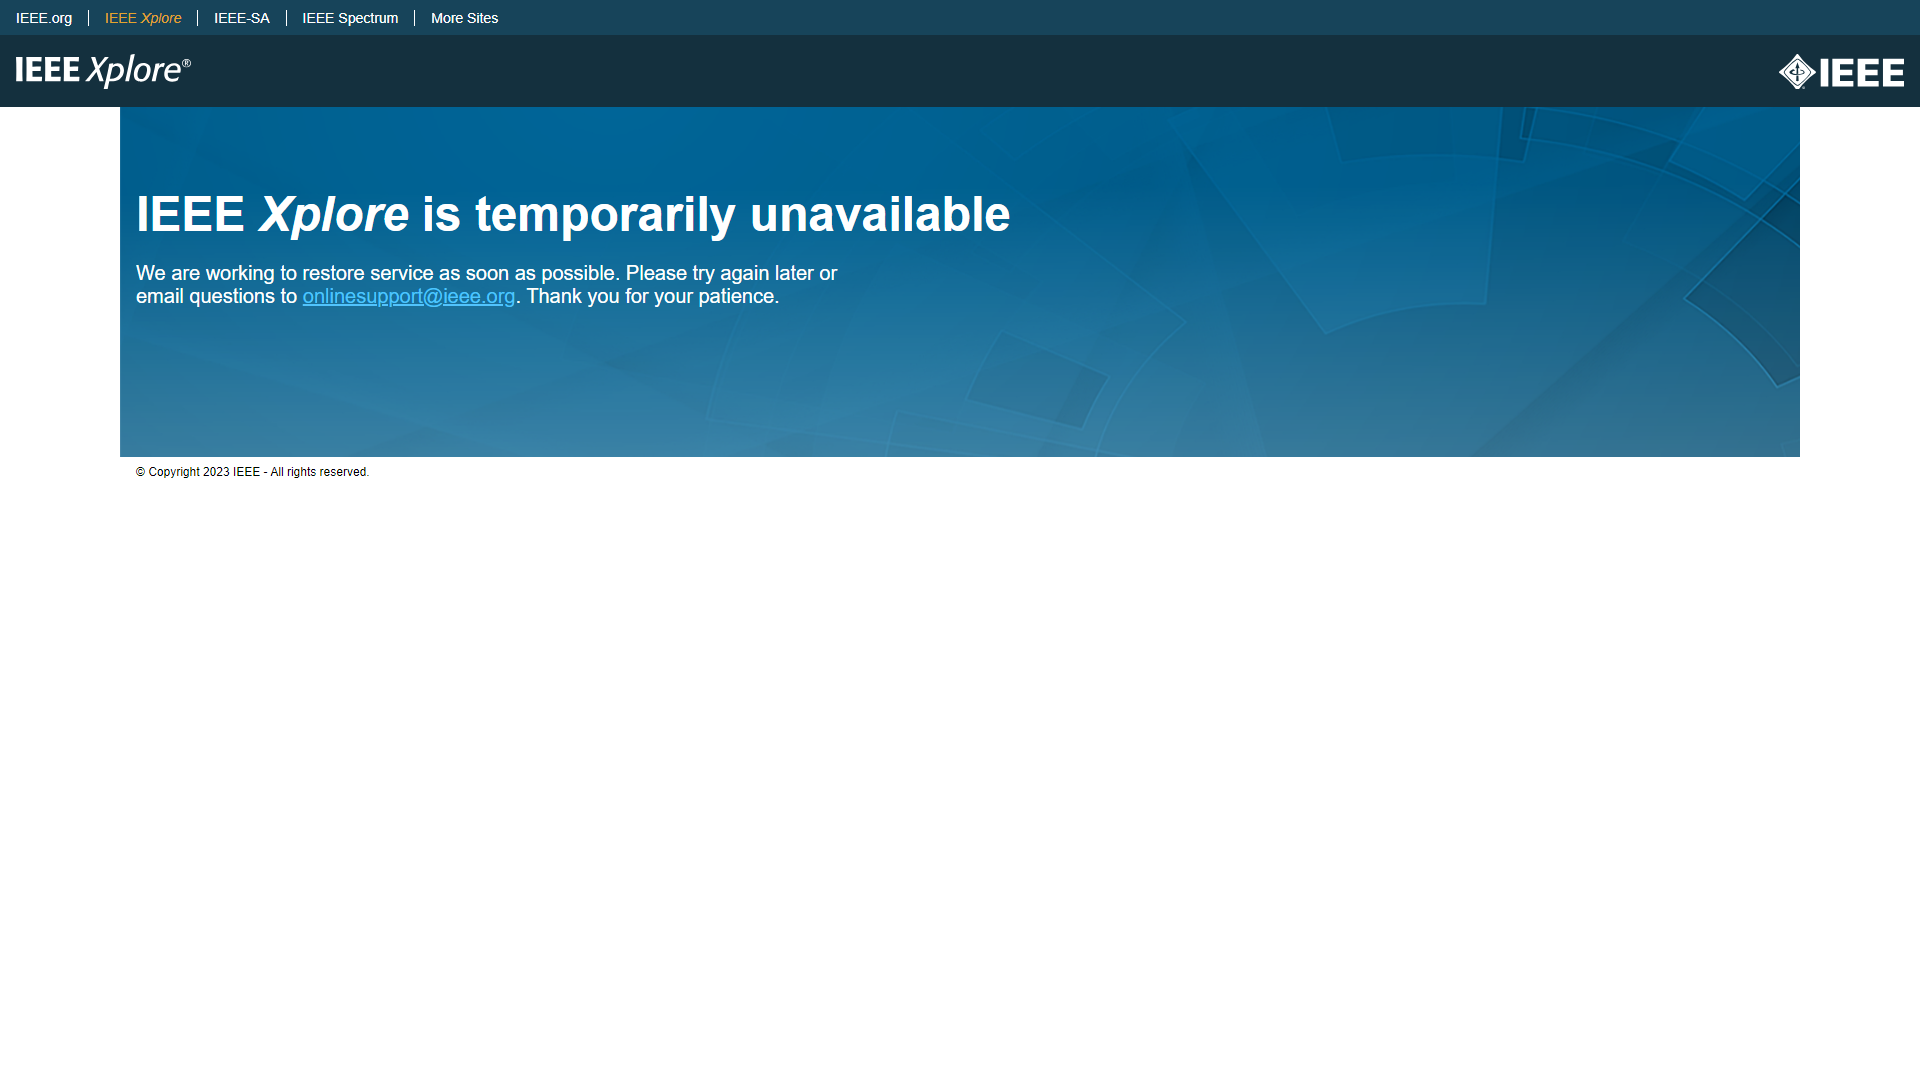 IEEE.org
IEEE Xplore
IEEE-SA
IEEE Spectrum
More Sites
IEEE Xplore®
IEEE
IEEE Xplore is temporarily unavailable
We are working to restore service as soon as possible. Please try again later or
email questions to onlinesupport@ieee.org. Thank you for your patience.
© Copyright 2023 IEEE - All rights reserved.